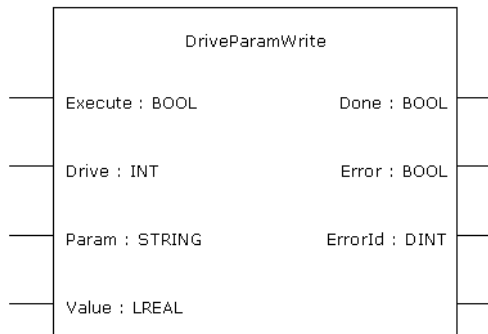 DriveParamWrite
Execute : BOOL Done : BOOL
Drive : INT Error : BOOL
Param : STRING ErrorId : DINT
Value : LREAL